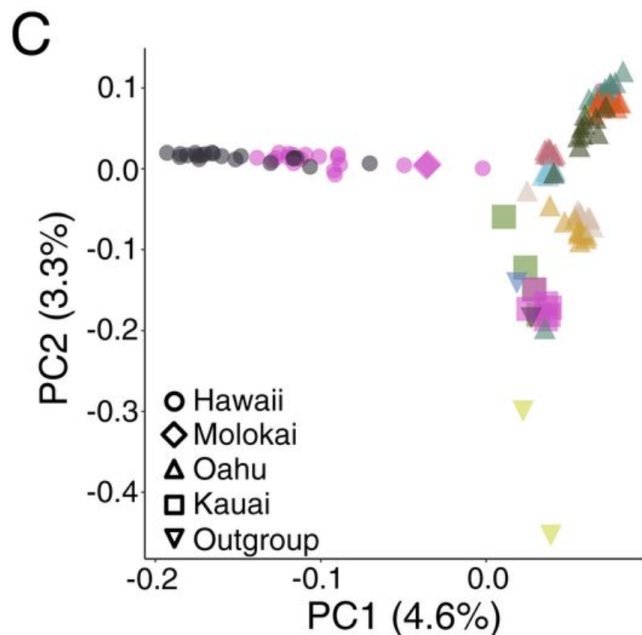 C
0.1
0.0
-0.1
-0.2
-0.3
-0.4
PC2 (3.3%)
Hawaii
Molokai
Oahu
Kauai
Outgroup
-0.2
-0.1
0.0
PC1 (4.6%)